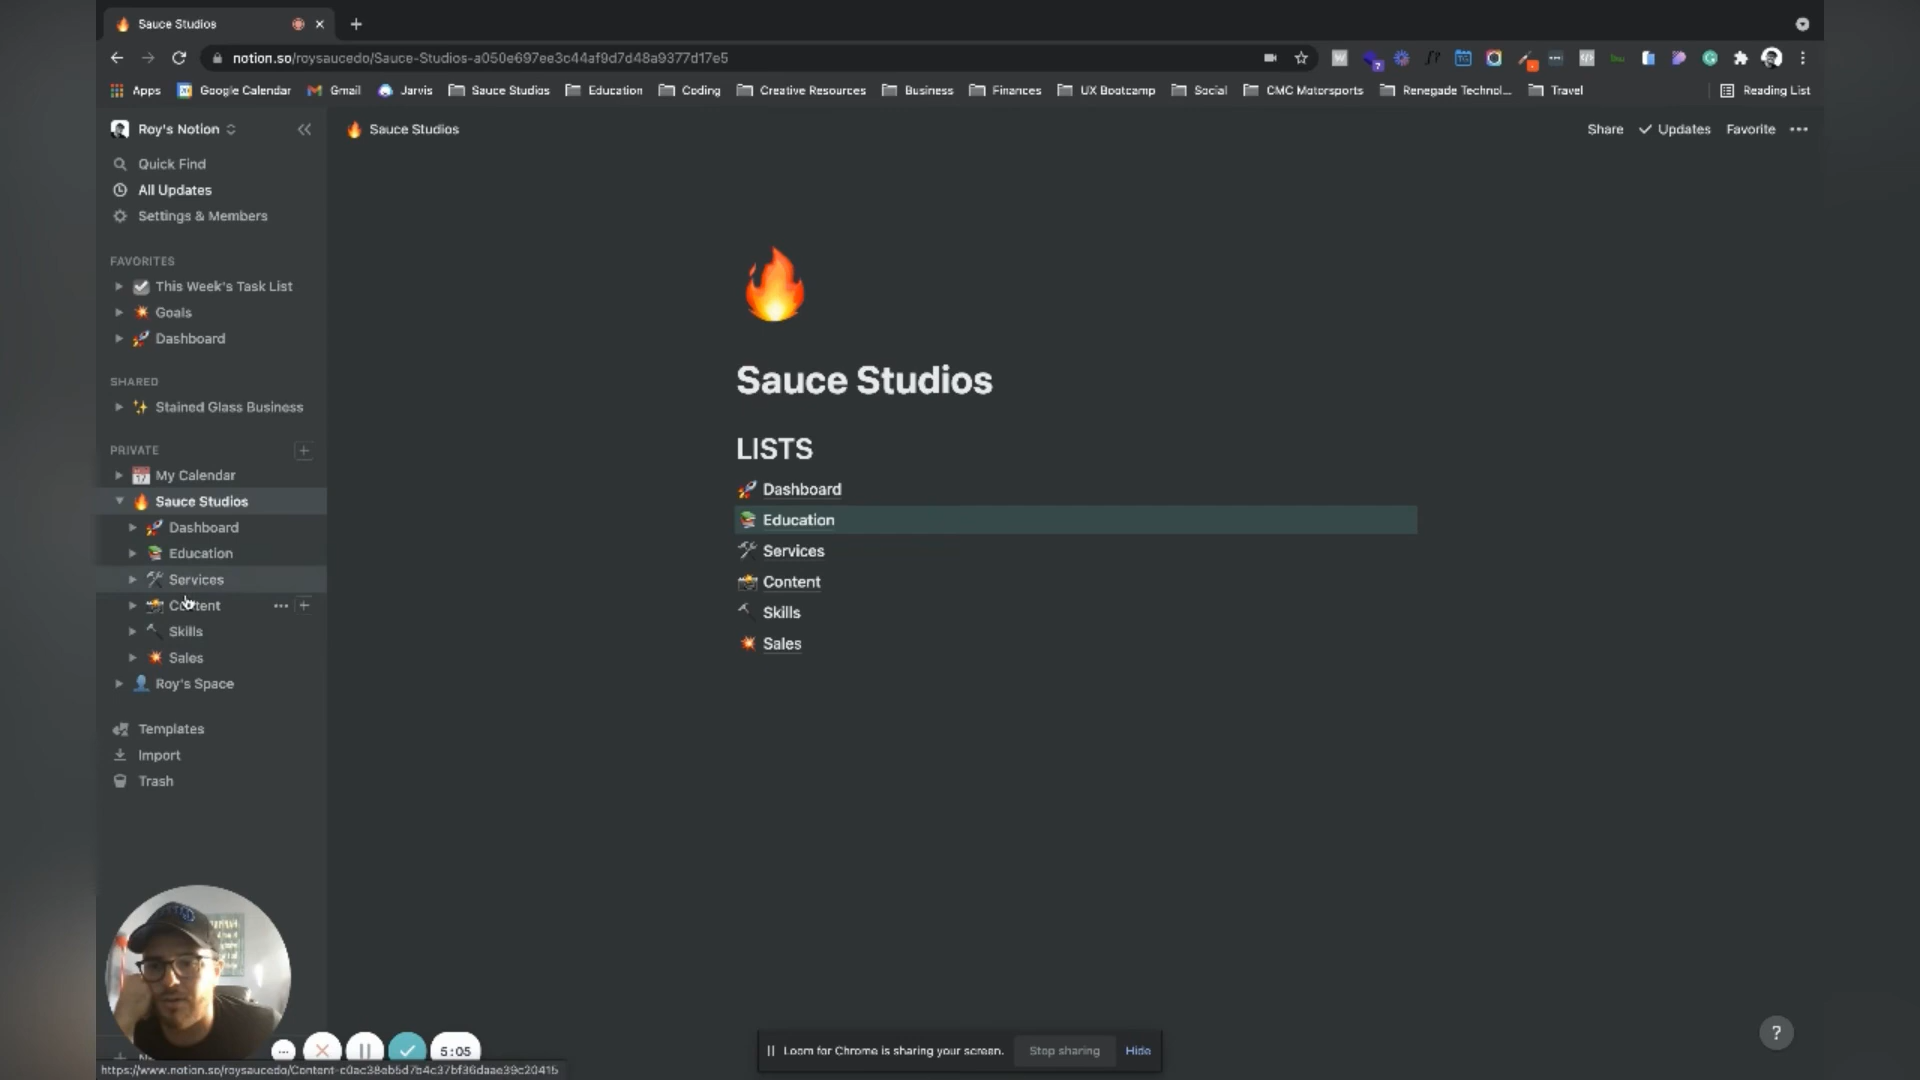 Sauce Studios
notion.so/roysaucedo/Sauce-Studios-a050e697ee3c44af9d7d48a9377d17e5
Apps Google Calendar Gmail Jarvis Sauce Studios Education Coding Creative Resources Business Finances UX Bootcamp Social CMC Motorsports Renegade Technol... Travel Reading List
Roy's Notion
Sauce Studios
Share Updates Favorite
Quick Find
All Updates
Settings & Members
FAVORITES
This Week's Task List
Goals
Dashboard
SHARED
Stained Glass Business
PRIVATE
My Calendar
Sauce Studios
Dashboard
Education
Services
Content
Skills
Sales
Roy's Space
Templates
Import
Trash
Sauce Studios
LISTS
Dashboard
Education
Services
Content
Skills
Sales
5:05
Loom for Chrome is sharing your screen. Stop sharing Hide
?